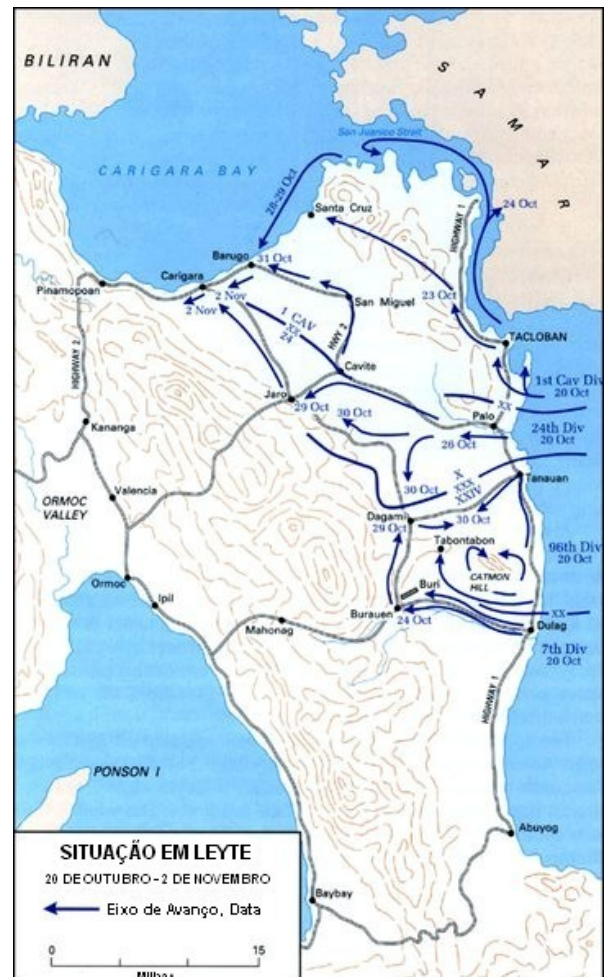 BILIRAN
SAMAR
San Juanico Strait
CARIGARA BAY
28-29 Oct
Santa Cruz
HIGHWAY 1
24 Oct
Barugo
31 Oct
Carigara
Pinamopoan
2 Nov
2 Nov
San Miguel
23 Oct
1 CAV
XX
24
HWY 2
TACLOBAN
HIGHWAY 2
Cavite
1st Cav Div
20 Oct
Jaro
29 Oct
XX
30 Oct
Palo
24th Div
20 Oct
Kananga
26 Oct
X
XXX
XXIV
Tanauan
ORMOC
VALLEY
Valencia
30 Oct
Dagami
29 Oct
30 Oct
Tabontabon
96th Div
20 Oct
CATMON
HILL
Ormoc
Ipil
Buri
Burauen
24 Oct
XX
Dulag
Mahonag
7th Div
20 Oct
HIGHWAY 1
PONSON I
Abuyog
SITUAÇÃO EM LEYTE
20 DE OUTUBRO - 2 DE NOVEMBRO
Eixo de Avanço, Data
Baybay
0 15